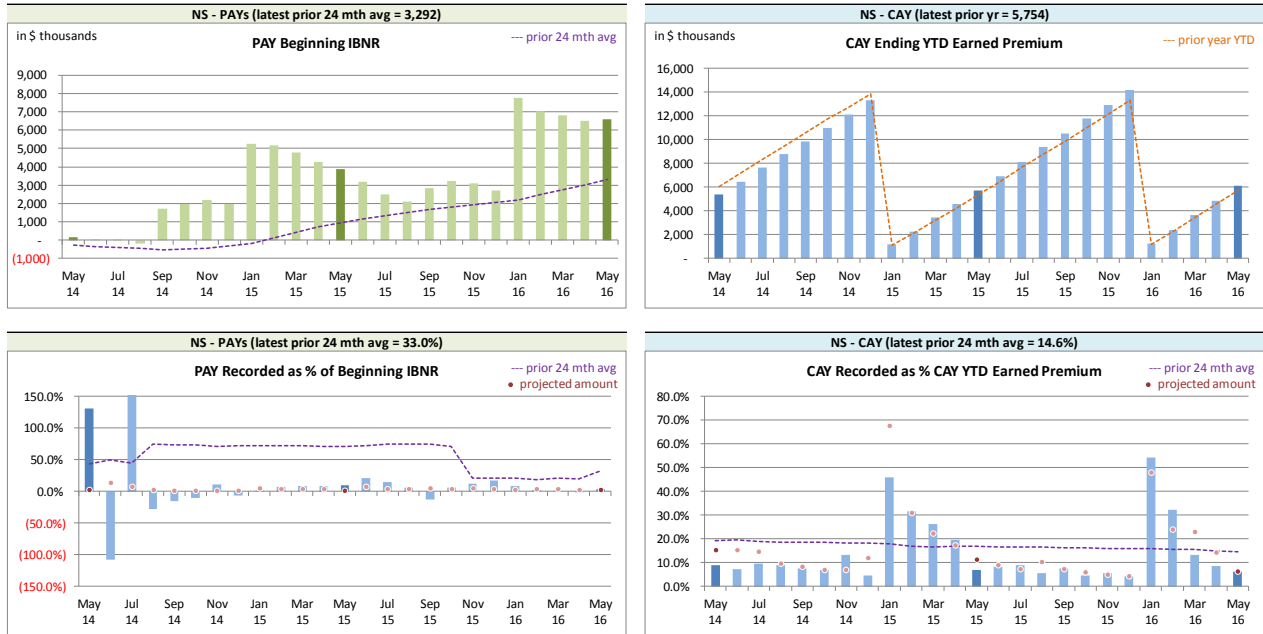 NS - PAYs (latest prior 24 mth avg = 3,292)
in $ thousands
PAY Beginning IBNR
--- prior 24 mth avg
9,000
8,000
7,000
6,000
5,000
4,000
3,000
2,000
1,000
-
(1,000)
May Jul Sep Nov Jan Mar May Jul Sep Nov Jan Mar May
14 14 14 14 15 15 15 15 15 15 16 16 16
NS - CAY (latest prior yr = 5,754)
in $ thousands
CAY Ending YTD Earned Premium
--- prior year YTD
16,000
14,000
12,000
10,000
8,000
6,000
4,000
2,000
-
May Jul Sep Nov Jan Mar May Jul Sep Nov Jan Mar May
14 14 14 14 15 15 15 15 15 15 16 16 16
NS - PAYs (latest prior 24 mth avg = 33.0%)
PAY Recorded as % of Beginning IBNR
--- prior 24 mth avg
projected amount
150.0%
100.0%
50.0%
0.0%
(50.0%)
(100.0%)
(150.0%)
May Jul Sep Nov Jan Mar May Jul Sep Nov Jan Mar May
14 14 14 14 15 15 15 15 15 15 16 16 16
NS - CAY (latest prior 24 mth avg = 14.6%)
CAY Recorded as % CAY YTD Earned Premium
--- prior 24 mth avg
projected amount
80.0%
70.0%
60.0%
50.0%
40.0%
30.0%
20.0%
10.0%
0.0%
May Jul Sep Nov Jan Mar May Jul Sep Nov Jan Mar May
14 14 14 14 15 15 15 15 15 15 16 16 16